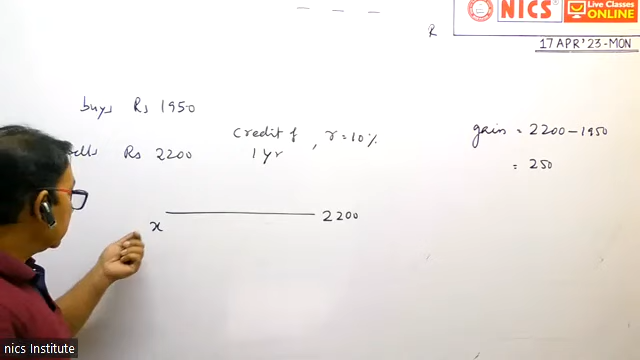 NICS
Live Classes
ONLINE
R
17 APR'23-MON
buys Rs 1950
Rs 2200
credit of
1 yr
, r = 10%
gain = 2200 - 1950
= 250
x
2200
nics Institute